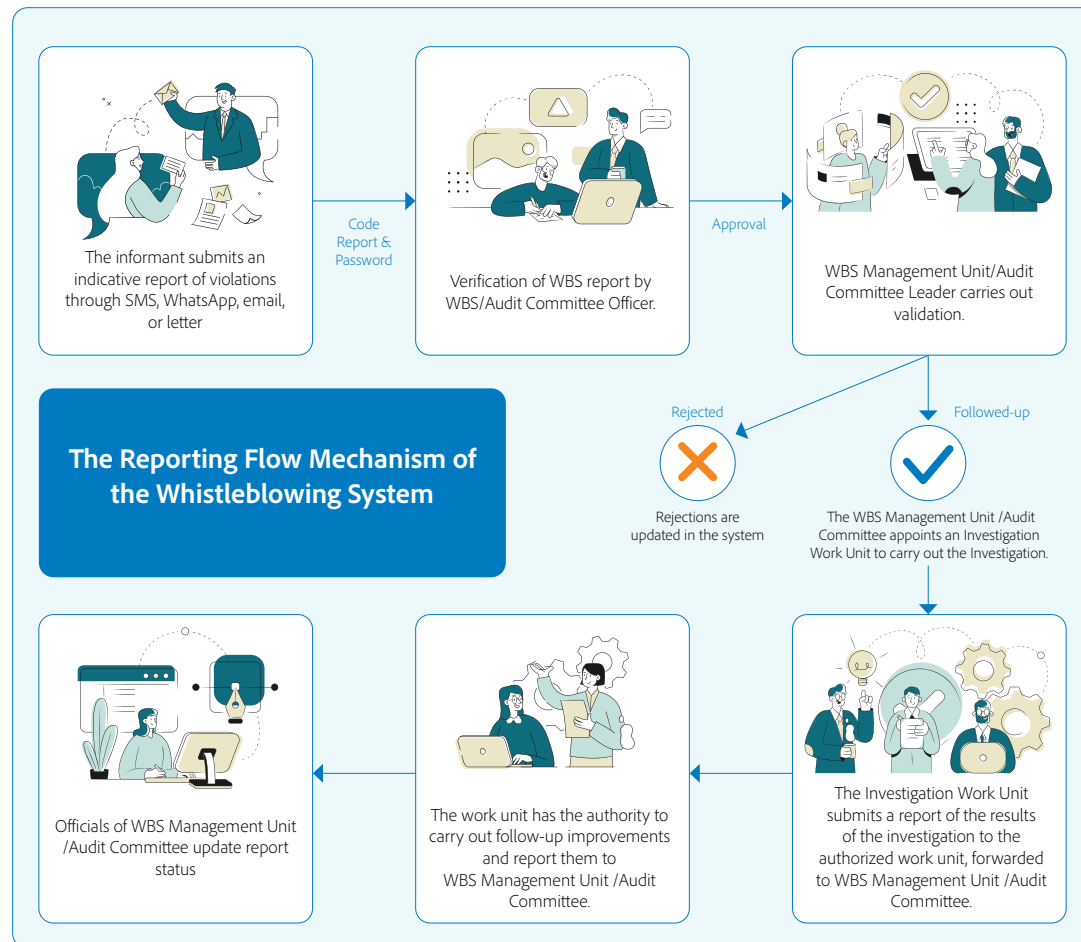 The informant submits an
indicative report of violations
through SMS, WhatsApp, email,
or letter
Code
Report &
Password
Verification of WBS report by
WBS/Audit Committee Officer.
Approval
WBS Management Unit/Audit
Committee Leader carries out
validation.
The Reporting Flow Mechanism of
the Whistleblowing System
Rejected
Rejections are
updated in the system
Followed-up
The WBS Management Unit /Audit
Committee appoints an Investigation
Work Unit to carry out the Investigation.
Officials of WBS Management Unit
/Audit Committee update report
status
The work unit has the authority to
carry out follow-up improvements
and report them to
WBS Management Unit /Audit
Committee.
The Investigation Work Unit
submits a report of the results
of the investigation to the
authorized work unit, forwarded
to WBS Management Unit /Audit
Committee.